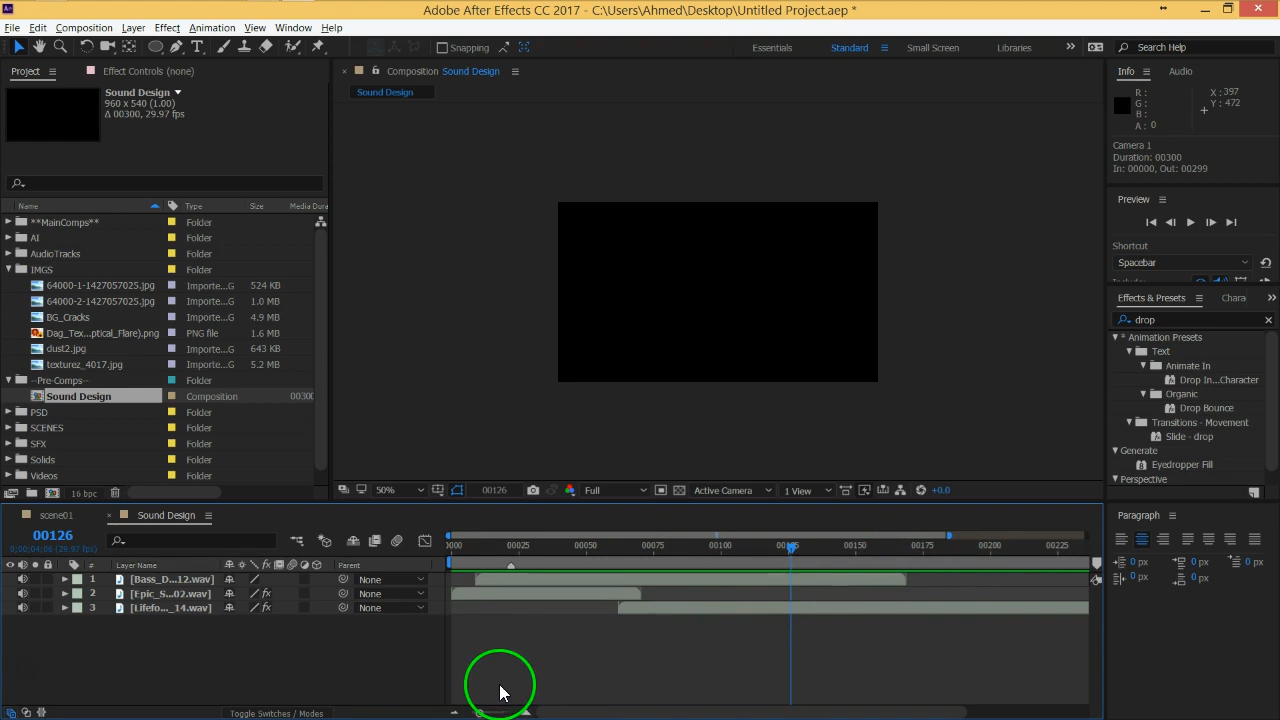 Adobe After Effects CC 2017 - C:\Users\Ahmed\Desktop\Untitled Project.aep *
File Edit Composition Layer Effect Animation View Window Help
Snapping
Essentials Standard Small Screen Libraries Search Help
Project Effect Controls (none)
Composition Sound Design
Info Audio
Sound Design
960 x 540 (1.00)
Δ 00300, 29.97 fps
Sound Design
R :
G :
B :
A : 0
X : 397
Y : 472
Camera 1
Duration: 00300
In: 00000, Out: 00299
Preview
Shortcut
Spacebar
Name Type Size Media Dura
**MainComps** Folder
AI Folder
AudioTracks Folder
IMGS Folder
64000-1-1427057025.jpg Importe...G 524 KB
64000-2-1427057025.jpg Importe...G 1.0 MB
BG_Cracks Importe...G 4.9 MB
Dag_Tex...ptical_Flare).png PNG file 1.6 MB
dust2.jpg Importe...G 643 KB
texturez_4017.jpg Importe...G 5.2 MB
--Pre-Comps-- Folder
Sound Design Composition 00300
PSD Folder
SCENES Folder
SFX Folder
Solids Folder
Videos Folder
16 bpc
Effects & Presets Chara
drop
* Animation Presets
Text
Animate In
Drop In...Character
Organic
Drop Bounce
Transitions - Movement
Slide - drop
Generate
Eyedropper Fill
Perspective
50% 00126 Full Active Camera 1 View +0.0
scene01 Sound Design
00126
0;00;04;06 (29.97 fps)
# Layer Name Parent
1 [Bass_D...12.wav] None
2 [Epic_S...02.wav] None
3 [Lifefo..._14.wav] None
0000 00025 00050 00075 00100 00125 00150 00175 00200 00225
Toggle Switches / Modes
Paragraph
0 px 0 px 0 px
0 px 0 px